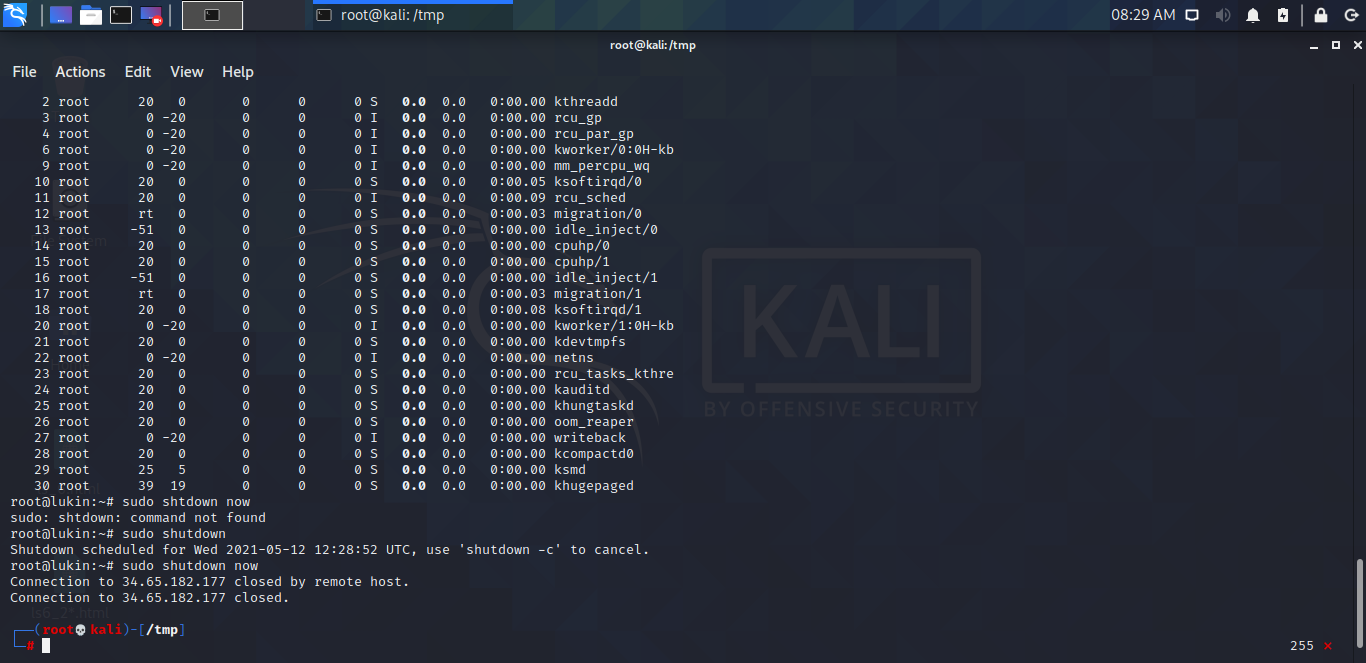 root@kali: /tmp
08:29 AM
root@kali: /tmp
File Actions Edit View Help
2 root 20 0 0 0 0 S 0.0 0.0 0:00.00 kthreadd
3 root 0 -20 0 0 0 I 0.0 0.0 0:00.00 rcu_gp
4 root 0 -20 0 0 0 I 0.0 0.0 0:00.00 rcu_par_gp
6 root 0 -20 0 0 0 I 0.0 0.0 0:00.00 kworker/0:0H-kb
9 root 0 -20 0 0 0 I 0.0 0.0 0:00.00 mm_percpu_wq
10 root 20 0 0 0 0 S 0.0 0.0 0:00.05 ksoftirqd/0
11 root 20 0 0 0 0 I 0.0 0.0 0:00.09 rcu_sched
12 root rt 0 0 0 0 S 0.0 0.0 0:00.03 migration/0
13 root -51 0 0 0 0 S 0.0 0.0 0:00.00 idle_inject/0
14 root 20 0 0 0 0 S 0.0 0.0 0:00.00 cpuhp/0
15 root 20 0 0 0 0 S 0.0 0.0 0:00.00 cpuhp/1
16 root -51 0 0 0 0 S 0.0 0.0 0:00.00 idle_inject/1
17 root rt 0 0 0 0 S 0.0 0.0 0:00.03 migration/1
18 root 20 0 0 0 0 S 0.0 0.0 0:00.08 ksoftirqd/1
20 root 0 -20 0 0 0 I 0.0 0.0 0:00.00 kworker/1:0H-kb
21 root 20 0 0 0 0 S 0.0 0.0 0:00.00 kdevtmpfs
22 root 0 -20 0 0 0 I 0.0 0.0 0:00.00 netns
23 root 20 0 0 0 0 S 0.0 0.0 0:00.00 rcu_tasks_kthre
24 root 20 0 0 0 0 S 0.0 0.0 0:00.00 kauditd
25 root 20 0 0 0 0 S 0.0 0.0 0:00.00 khungtaskd
26 root 20 0 0 0 0 S 0.0 0.0 0:00.00 oom_reaper
27 root 0 -20 0 0 0 I 0.0 0.0 0:00.00 writeback
28 root 20 0 0 0 0 S 0.0 0.0 0:00.00 kcompactd0
29 root 25 5 0 0 0 S 0.0 0.0 0:00.00 ksmd
30 root 39 19 0 0 0 S 0.0 0.0 0:00.00 khugepaged
KALI
BY OFFENSIVE SECURITY
root@lukin:~# sudo shtdown now
sudo: shtdown: command not found
root@lukin:~# sudo shutdown
Shutdown scheduled for Wed 2021-05-12 12:28:52 UTC, use 'shutdown -c' to cancel.
root@lukin:~# sudo shutdown now
Connection to 34.65.182.177 closed by remote host.
Connection to 34.65.182.177 closed.
ls6_2*.html
(root💀kali)-[/tmp]
# 255 ×